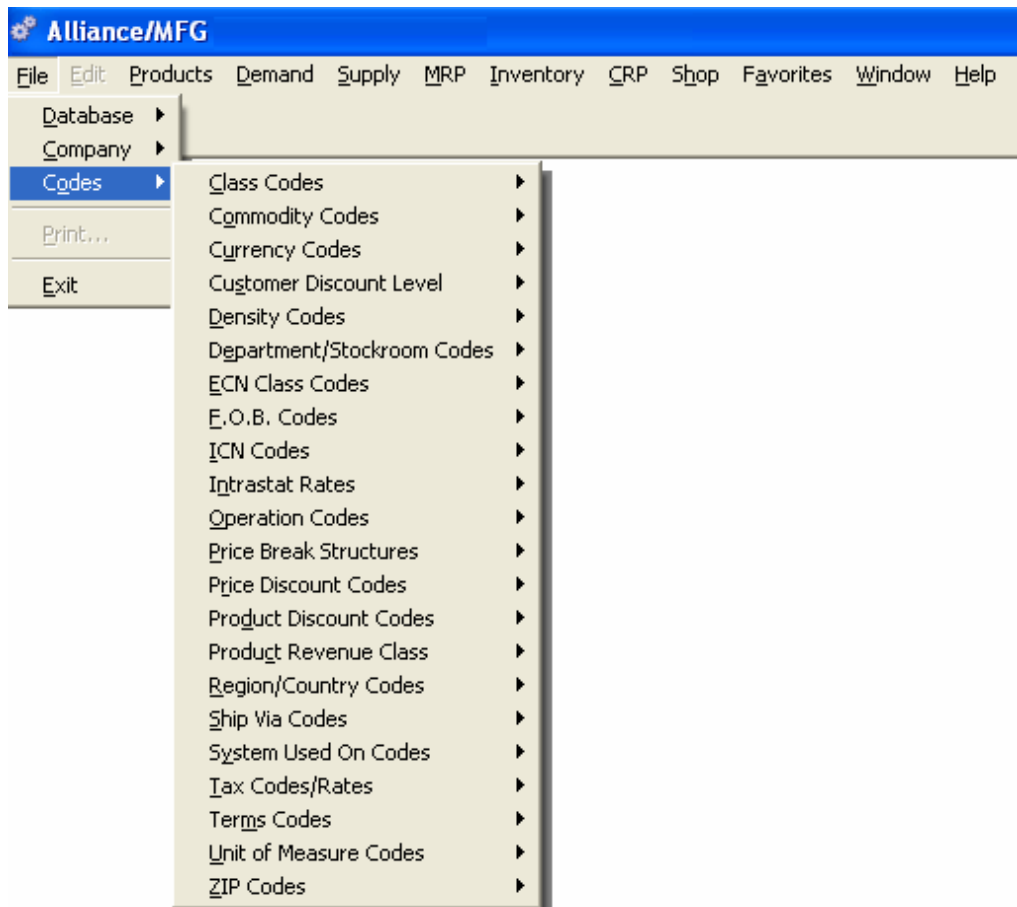 Alliance/MFG
File Edit Products Demand Supply MRP Inventory CRP Shop Favorites Window Help
Database
Company
Codes
Print...
Exit
Class Codes
Commodity Codes
Currency Codes
Customer Discount Level
Density Codes
Department/Stockroom Codes
ECN Class Codes
F.O.B. Codes
ICN Codes
Intrastat Rates
Operation Codes
Price Break Structures
Price Discount Codes
Product Discount Codes
Product Revenue Class
Region/Country Codes
Ship Via Codes
System Used On Codes
Tax Codes/Rates
Terms Codes
Unit of Measure Codes
ZIP Codes